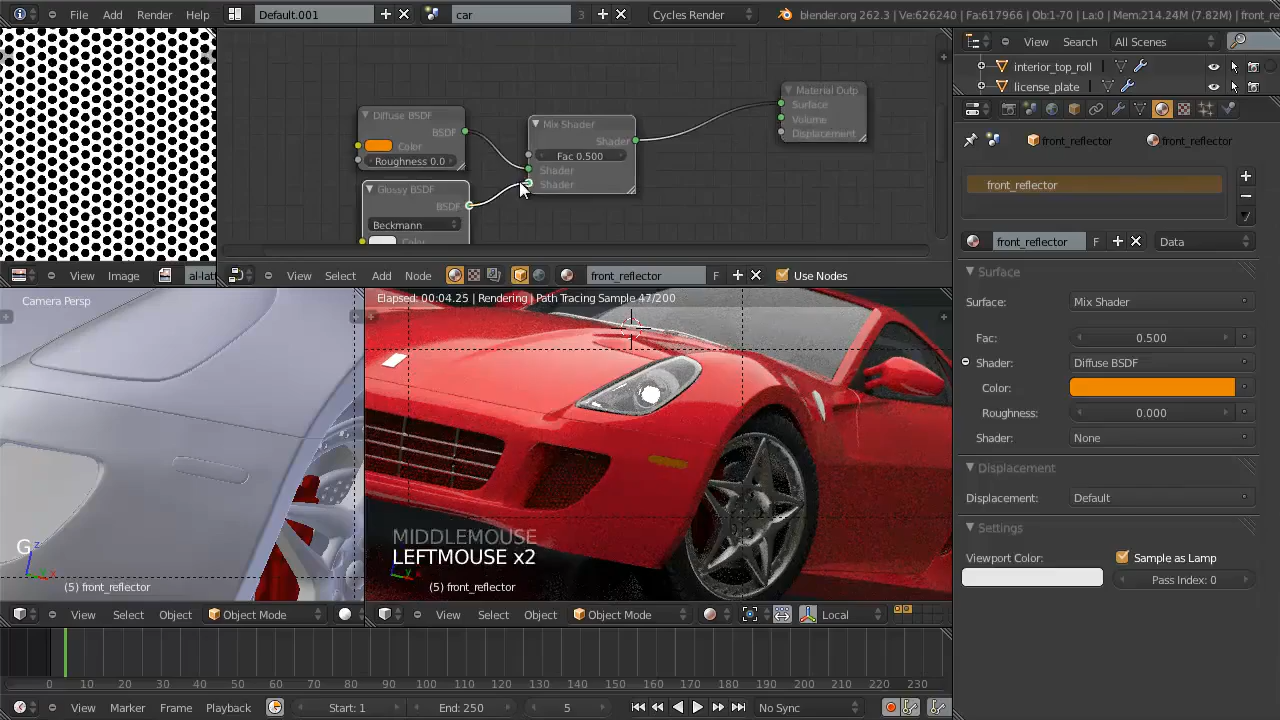 File Add Render Help Default.001 car 3 Cycles Render blender.org 262.3 | Ve:626240 | Fa:617966 | Ob:1-70 | La:0 | Mem:214.24M (7.82M) | front_re
View Search All Scenes
interior_top_roll
license_plate
Diffuse BSDF
BSDF
Color
Roughness 0.0
Glossy BSDF
BSDF
Beckmann
Color
Mix Shader
Shader
Fac 0.500
Shader
Shader
Material Outp
Surface
Volume
Displacement
front_reflector front_reflector
front_reflector
front_reflector F Data
Surface
Surface: Mix Shader
Fac: 0.500
Shader: Diffuse BSDF
Color:
Roughness: 0.000
Shader: None
Displacement
Displacement: Default
Settings
Viewport Color: Sample as Lamp
Pass Index: 0
View Image al-lat
View Select Add Node front_reflector F Use Nodes
Camera Persp
G
z
x
(5) front_reflector
Elapsed: 00:04.25 | Rendering | Path Tracing Sample 47/200
MIDDLEMOUSE
LEFTMOUSE x2
(5) front_reflector
View Select Object Object Mode
View Select Object Object Mode Local
0 10 20 30 40 50 60 70 80 90 100 110 120 130 140 150 160 170 180 190 200 210 220 230
View Marker Frame Playback Start: 1 End: 250 5 No Sync